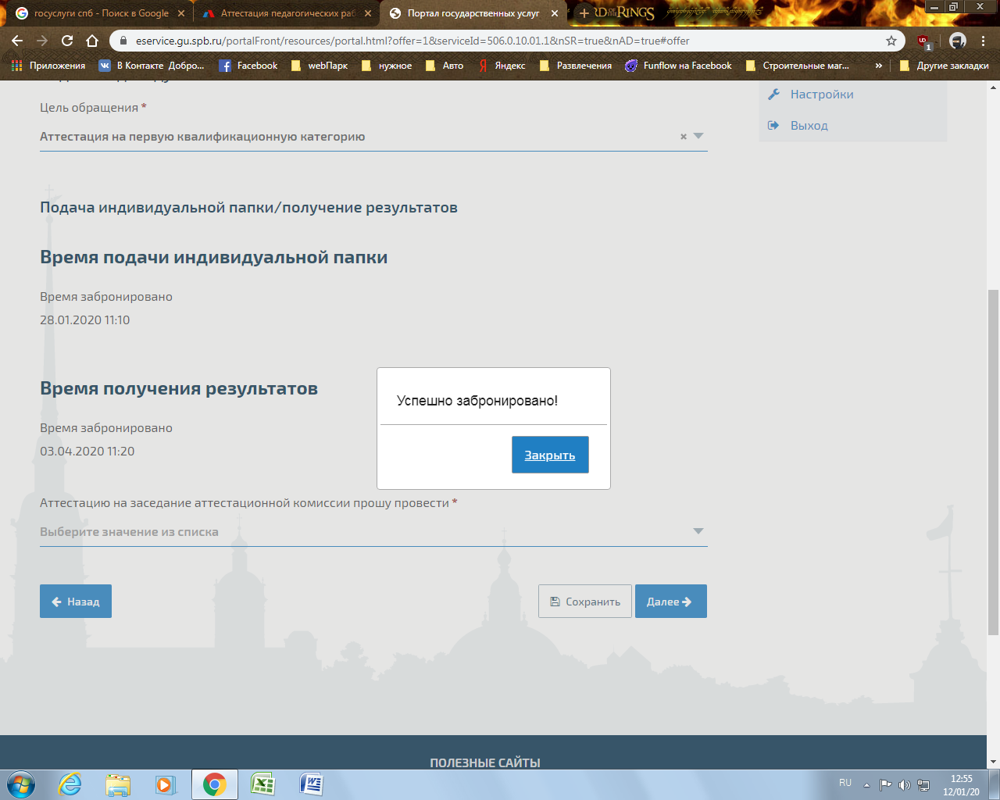 госуслуги спб - Поиск в Google
Аттестация педагогических раб
Портал государственных услуг
RD OF THE RINGS
eservice.gu.spb.ru/portalFront/resources/portal.html?offer=1&serviceId=506.0.10.01.1&nSR=true&nAD=true#offer
1
Приложения
В Контакте Добро...
Facebook
webПарк
нужное
Авто
Яндекс
Развлечения
Funflow на Facebook
Строительные маг...
»
Другие закладки
Настройки
Выход
Цель обращения *
Аттестация на первую квалификационную категорию
Подача индивидуальной папки/получение результатов
Время подачи индивидуальной папки
Время забронировано
28.01.2020 11:10
Время получения результатов
Время забронировано
03.04.2020 11:20
Успешно забронировано!
Закрыть
Аттестацию на заседание аттестационной комиссии прошу провести *
Выберите значение из списка
Назад
Сохранить
Далее
ПОЛЕЗНЫЕ САЙТЫ
RU
12:55
12/01/20